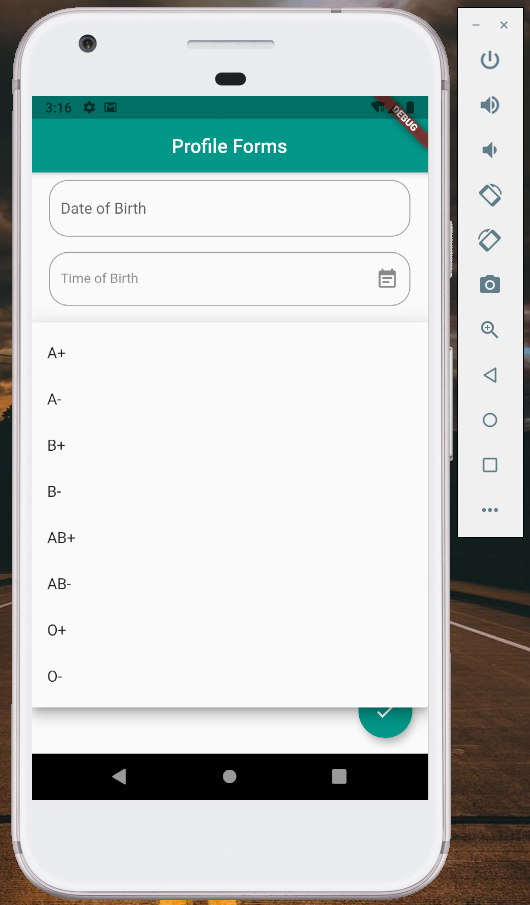 3:16
DEBUG
Profile Forms
Date of Birth
Time of Birth
A+
A-
B+
B-
AB+
AB-
O+
O-